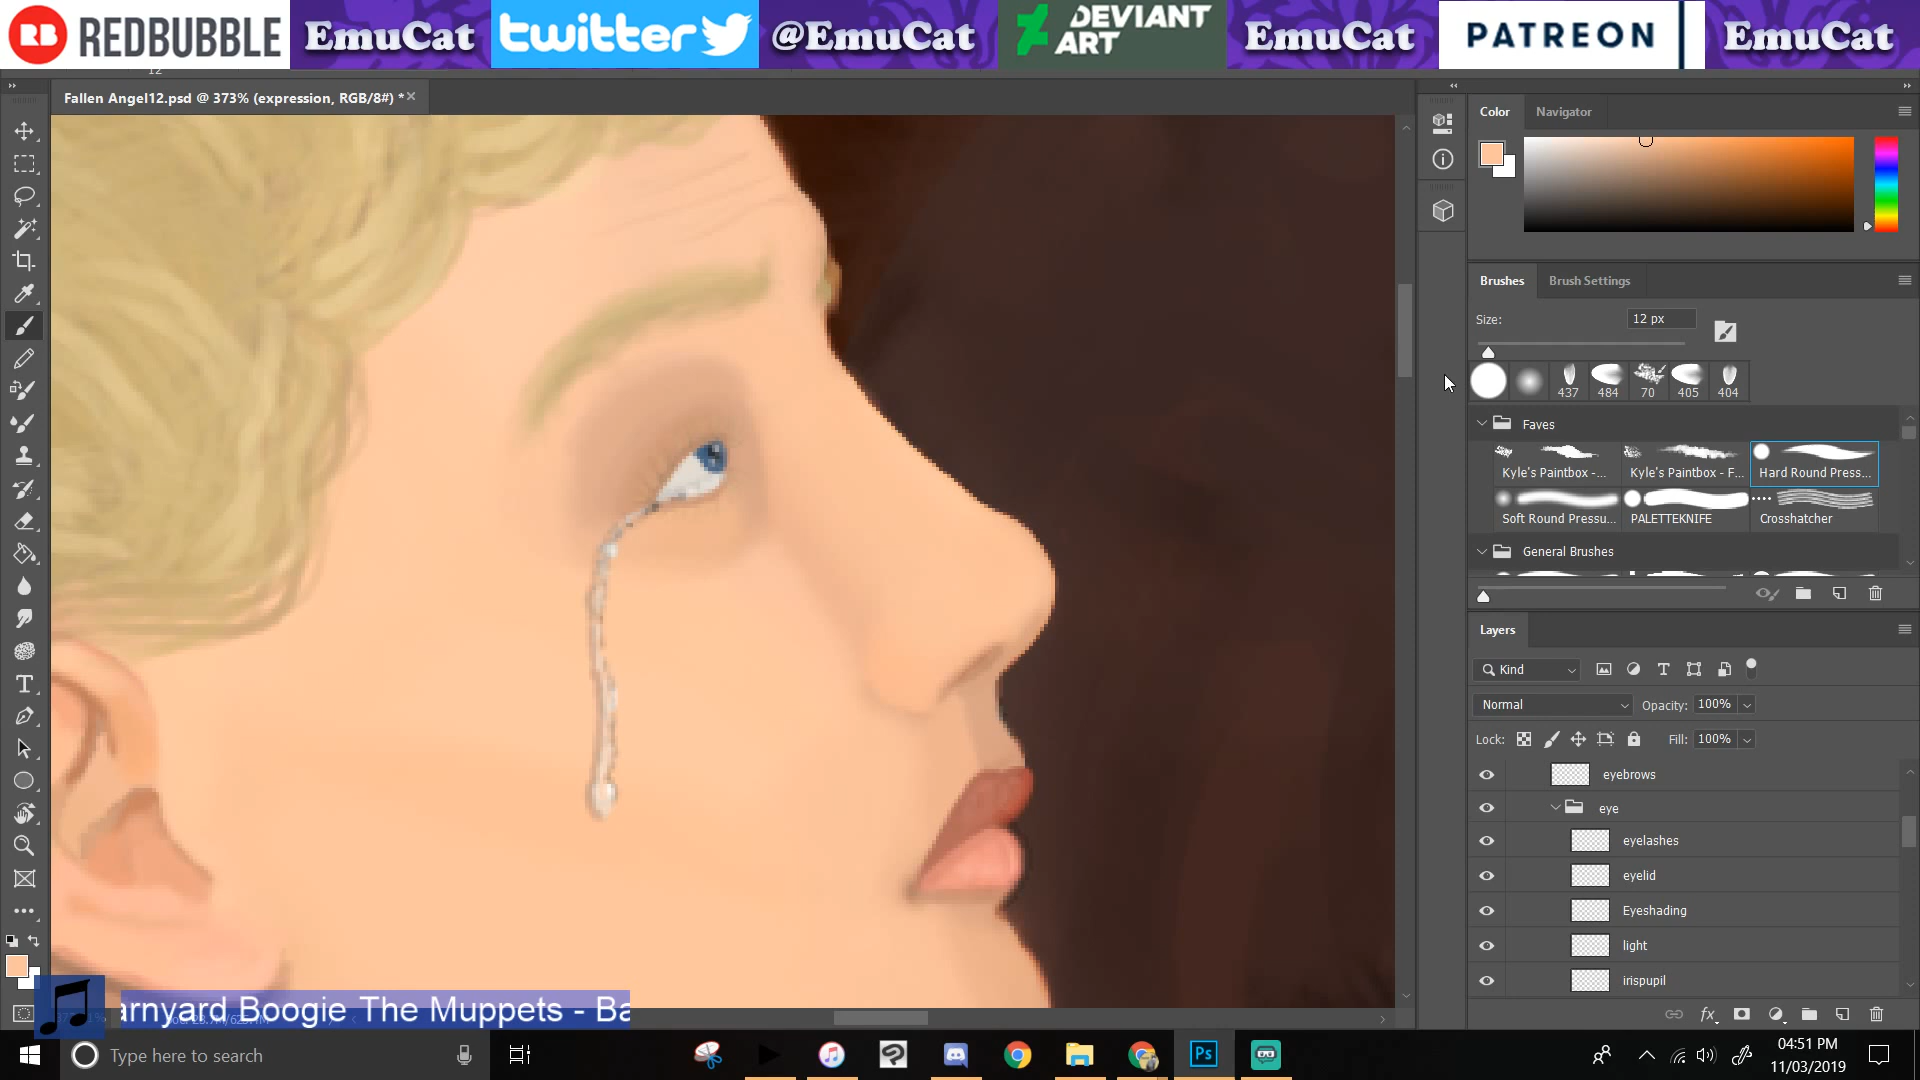 REDBUBBLE EmuCat twitter @EmuCat DEVIANT ART EmuCat PATREON EmuCat
12
Fallen Angel12.psd @ 373% (expression, RGB/8#) *
Color Navigator
Brushes Brush Settings
Size: 12 px
437 484 70 405 404
Faves
Kyle's Paintbox -... Kyle's Paintbox - F... Hard Round Press...
Soft Round Pressu... PALETTEKNIFE Crosshatcher
General Brushes
Layers
Kind
Normal Opacity: 100%
Lock: Fill: 100%
eyebrows
eye
eyelashes
eyelid
Eyeshading
light
irispupil
arnyard Boogie The Muppets - Ba
Type here to search
Ps
04:51 PM
11/03/2019